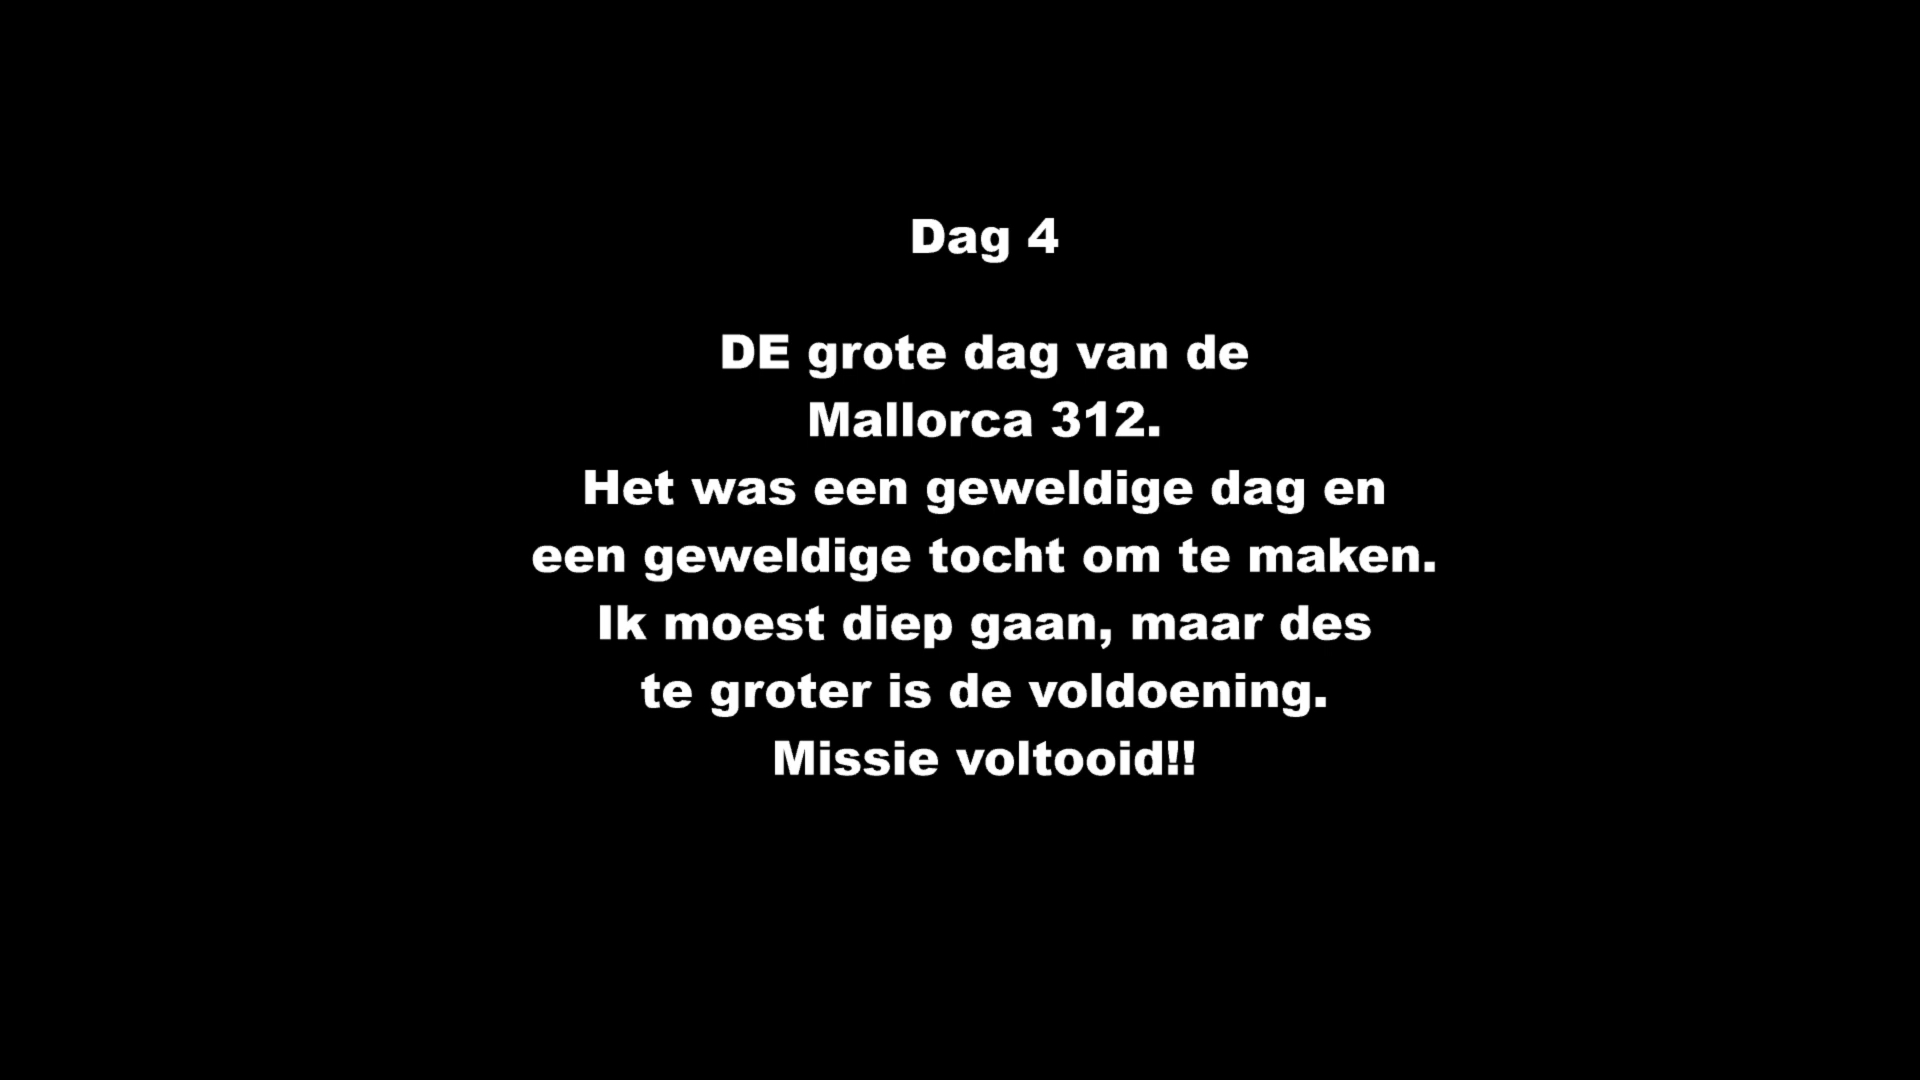 Dag 4
DE grote dag van de
Mallorca 312.
Het was een geweldige dag en
een geweldige tocht om te maken.
Ik moest diep gaan, maar des
te groter is de voldoening.
Missie voltooid!!